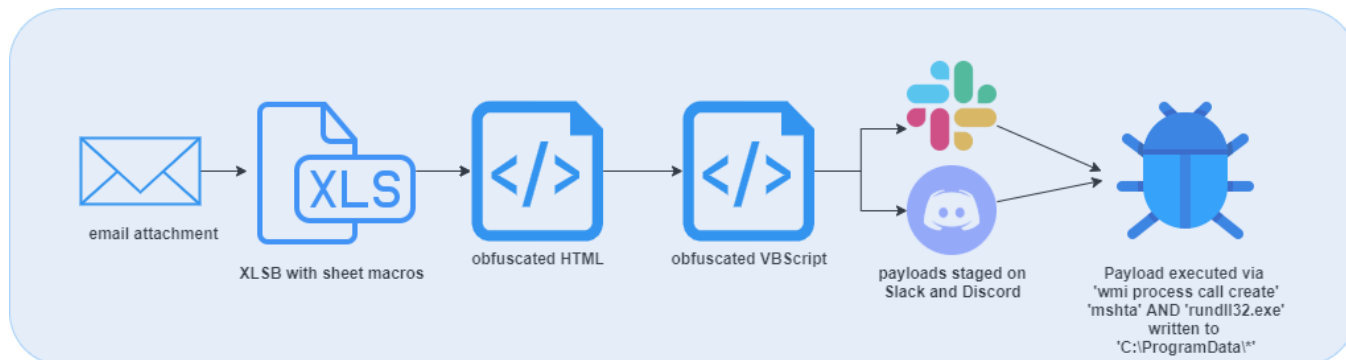 XLS
</>
</>
email attachment
XLSB with sheet macros
obfuscated HTML
obfuscated VBScript
payloads staged on
Slack and Discord
Payload executed via
'wmi process call create'
'mshta' AND 'rundll32.exe'
written to
'C:\ProgramData\*'